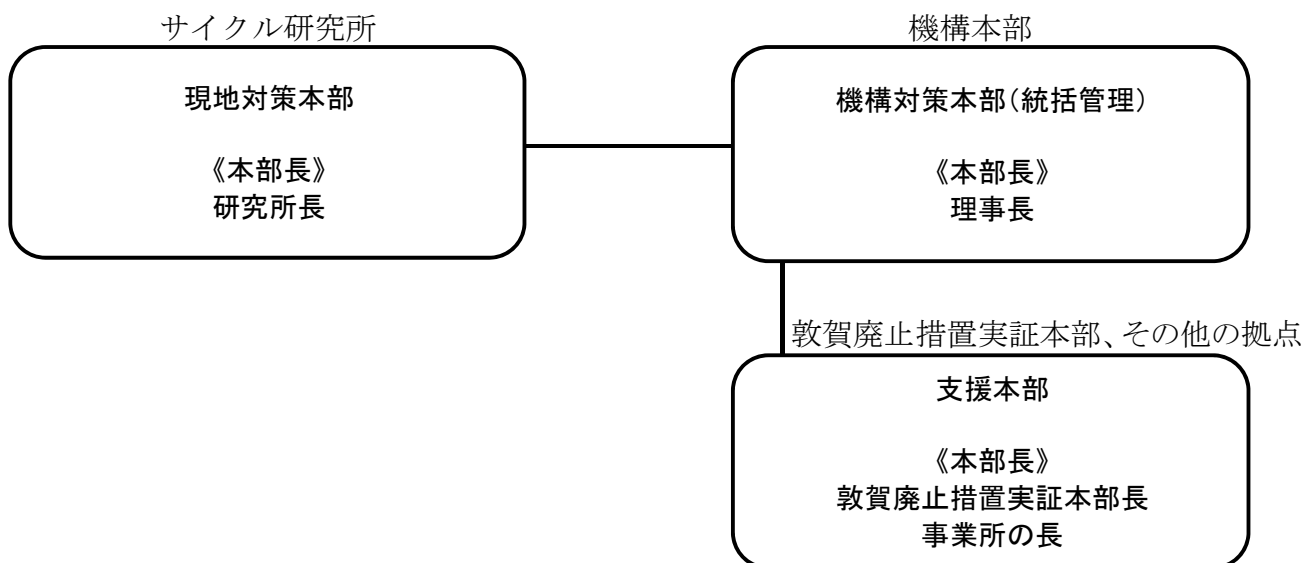 サイクル研究所
現地対策本部
《本部長》
研究所長
機構本部
機構対策本部(統括管理)
《本部長》
理事長
敦賀廃止措置実証本部、その他の拠点
支援本部
《本部長》
敦賀廃止措置実証本部長
事業所の長